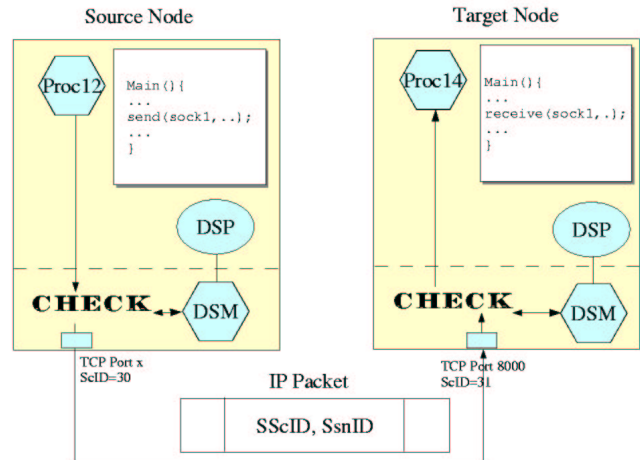 Source Node
Target Node
Proc12
Main(){
...
send(sock1,..);
...
}
DSP
CHECK
DSM
TCP Port x
ScID=30
Proc14
Main(){
...
receive(sock1,.);
...
}
DSP
CHECK
DSM
TCP Port 8000
ScID=31
IP Packet
SScID, SsnID